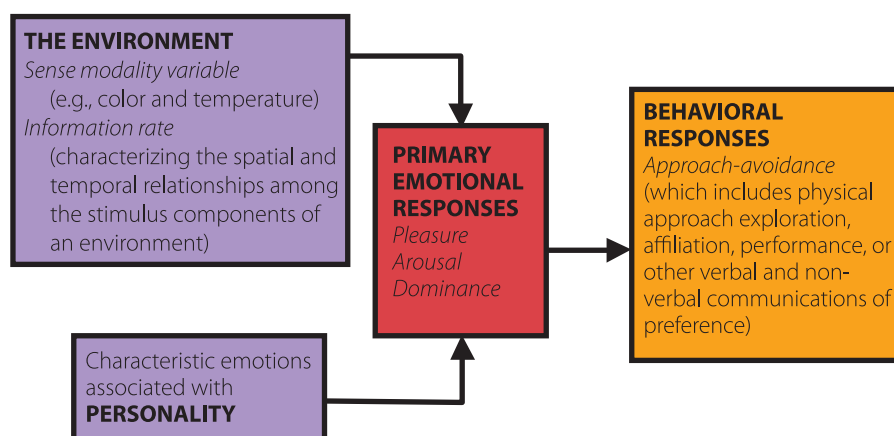 THE ENVIRONMENT
Sense modality variable
(e.g., color and temperature)
Information rate
(characterizing the spatial and
temporal relationships among
the stimulus components of
an environment)
PRIMARY
EMOTIONAL
RESPONSES
Pleasure
Arousal
Dominance
BEHAVIORAL
RESPONSES
Approach-avoidance
(which includes physical
approach exploration,
affiliation, performance, or
other verbal and non-
verbal communications of
preference)
Characteristic emotions
associated with
PERSONALITY